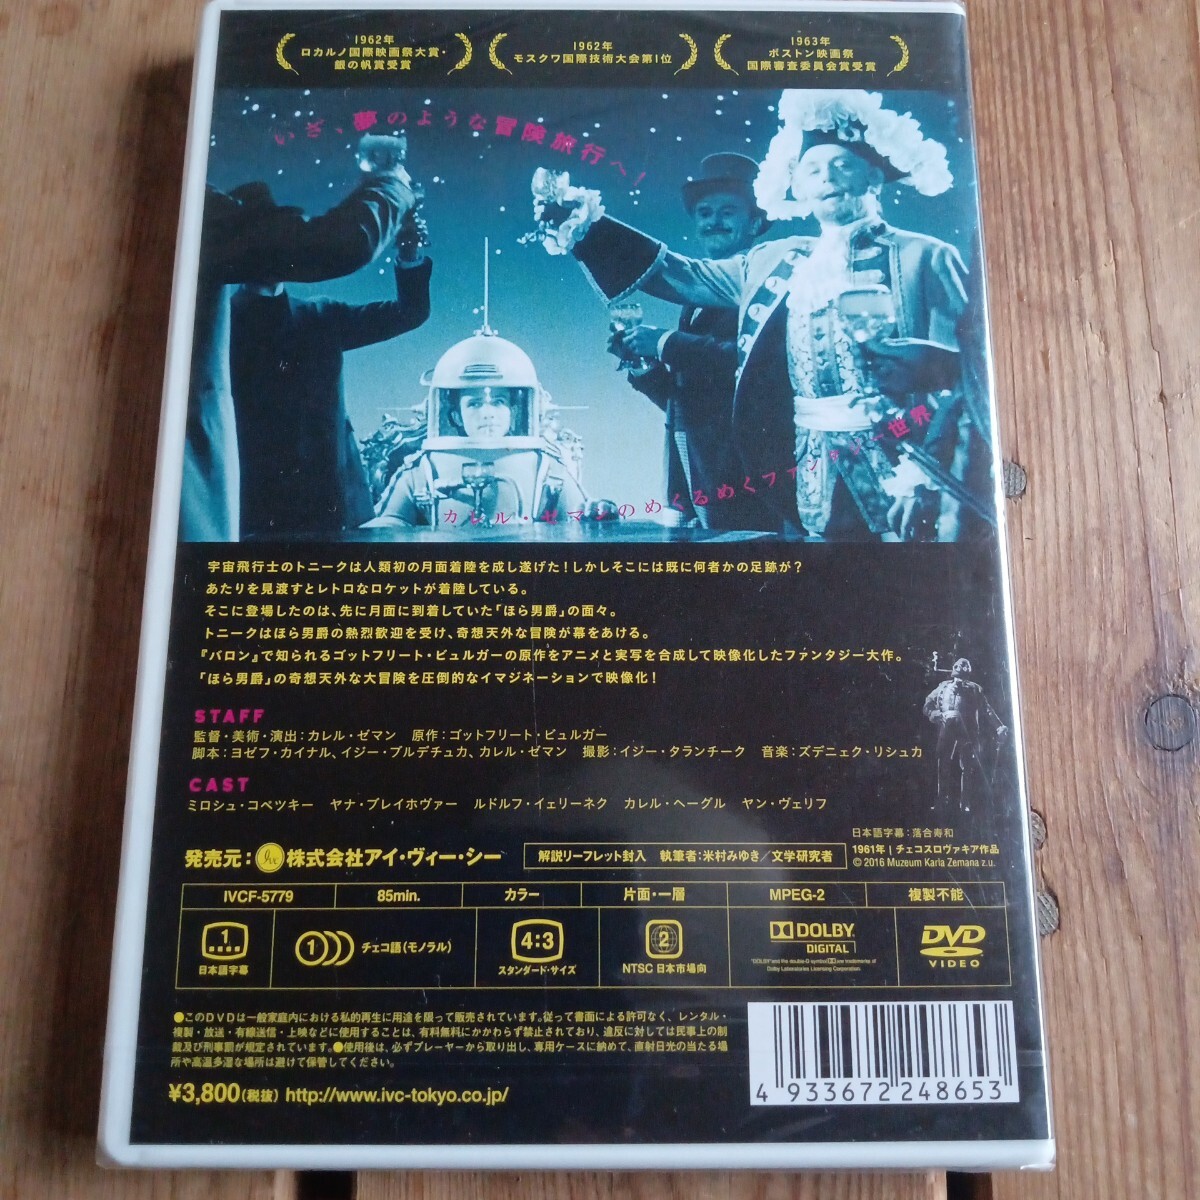 1962年
ロカルノ国際映画祭大賞・
銀の帆賞受賞
1962年
モスクワ国際技術大会第1位
1963年
ボストン映画祭
国際審査委員会賞受賞
いざ、夢のような冒険旅行へ!
カレル・ゼマンのめくるめくファンタジー世界
宇宙飛行士のトニークは人類初の月面着陸を成し遂げた!しかしそこには既に何者かの足跡が?
あたりを見渡すとレトロなロケットが着陸している。
そこに登場したのは、先に月面に到着していた「ほら男爵」の面々。
トニークはほら男爵の熱烈歓迎を受け、奇想天外な冒険が幕をあける。
『バロン』で知られるゴットフリート・ビュルガーの原作をアニメと実写を合成して映像化したファンタジー大作。
「ほら男爵」の奇想天外な大冒険を圧倒的なイマジネーションで映像化!
STAFF
監督・美術・演出:カレル・ゼマン 原作:ゴットフリート・ビュルガー
脚本:ヨゼフ・カイナル、イジー・ブルデチュカ、カレル・ゼマン 撮影:イジー・タランチーク 音楽:ズデニェク・リシュカ
CAST
ミロシュ・コペツキー ヤナ・ブレイホヴァー ルドルフ・イェリーネク カレル・ヘーグル ヤン・ヴェリフ
日本語字幕:落合寿和
発売元: ivc 株式会社アイ・ヴィー・シー
解説リーフレット封入 執筆者:米村みゆき/文学研究者
1961年 | チェコスロヴァキア作品
© 2016 Muzeum Karla Zemana z.u.
IVCF-5779 85min. カラー 片面・一層 MPEG-2 複製不能
1 日本語字幕
1 チェコ語(モノラル)
4:3 スタンダード・サイズ
2 NTSC 日本市場向
DOLBY DIGITAL
"DOLBY" and the double-D symbol are trademarks of
Dolby Laboratories Licensing Corporation.
DVD VIDEO
●このDVDは一般家庭内における私的再生に用途を限って販売されています。従って書面による許可なく、レンタル・
複製・放送・有線送信・上映などに使用することは、有料無料にかかわらず禁止されており、違反に対しては民事上の制
裁及び刑事罰が規定されています。●使用後は、必ずプレーヤーから取り出し、専用ケースに納めて、直射日光の当たる場
所や高温多湿な場所は避けて保管してください。
¥3,800(税抜) http://www.ivc-tokyo.co.jp/
4 933672 248653